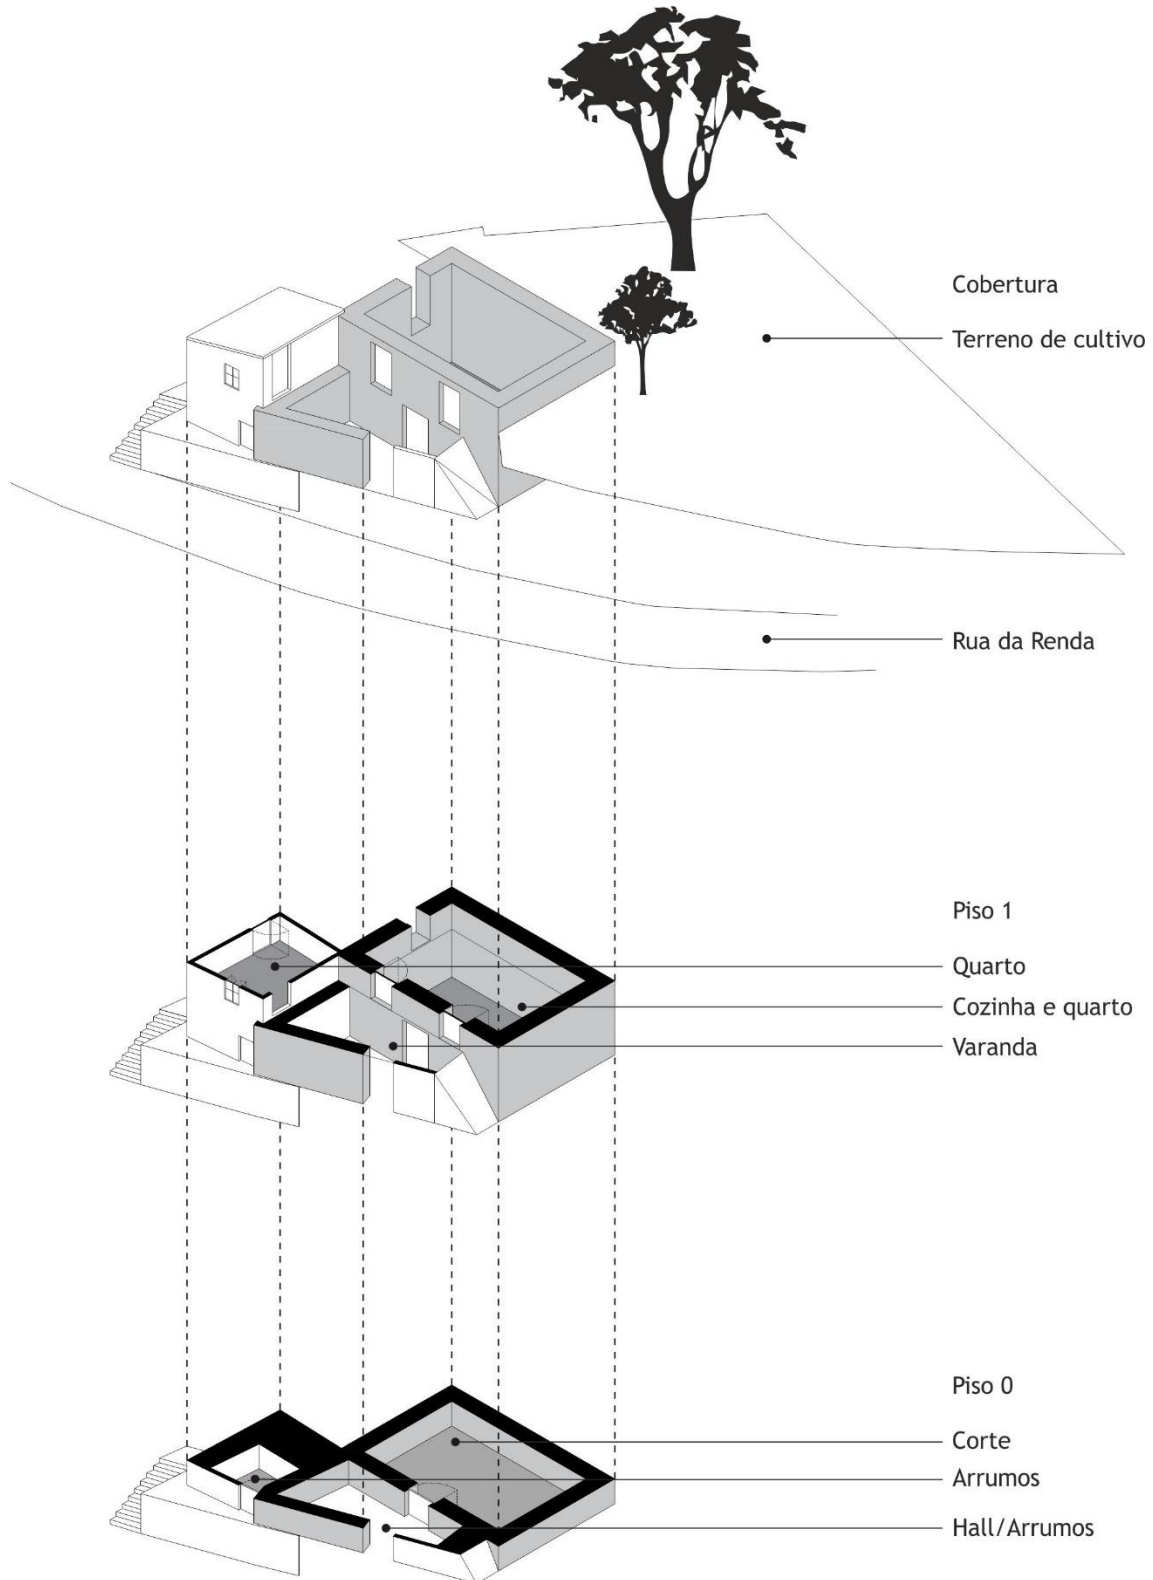 Cobertura
Terreno de cultivo
Rua da Renda
Piso 1
Quarto
Cozinha e quarto
Varanda
Piso 0
Corte
Arrumos
Hall/Arrumos